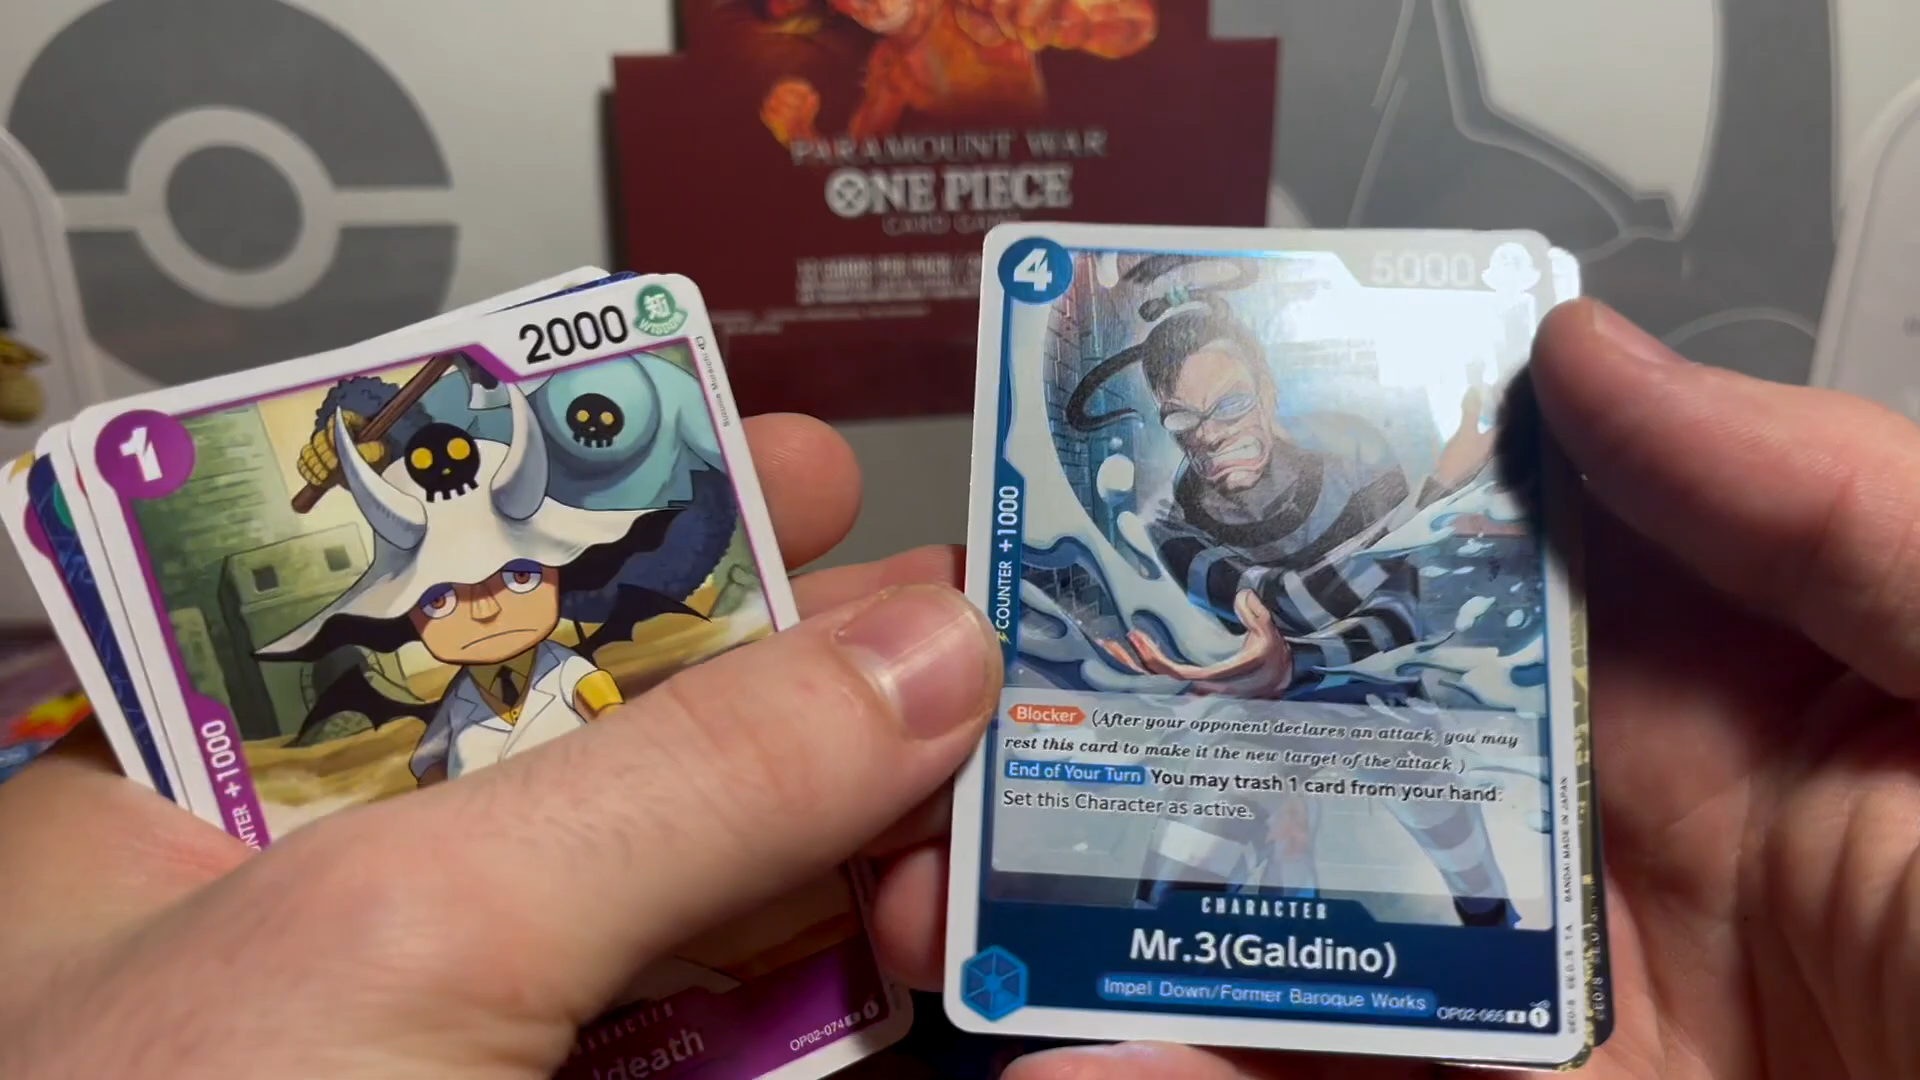 PARAMOUNT WAR
ONE PIECE
CARD GAME
2000
知
WISDOM
1
COUNTER +1000
OP02-074
4
5000
⚡COUNTER +1000
Blocker (After your opponent declares an attack, you may
rest this card to make it the new target of the attack.)
End of Your Turn You may trash 1 card from your hand:
Set this Character as active.
CHARACTER
Mr.3(Galdino)
Impel Down/Former Baroque Works
OP02-065 R 1
BANDAI MADE IN JAPAN